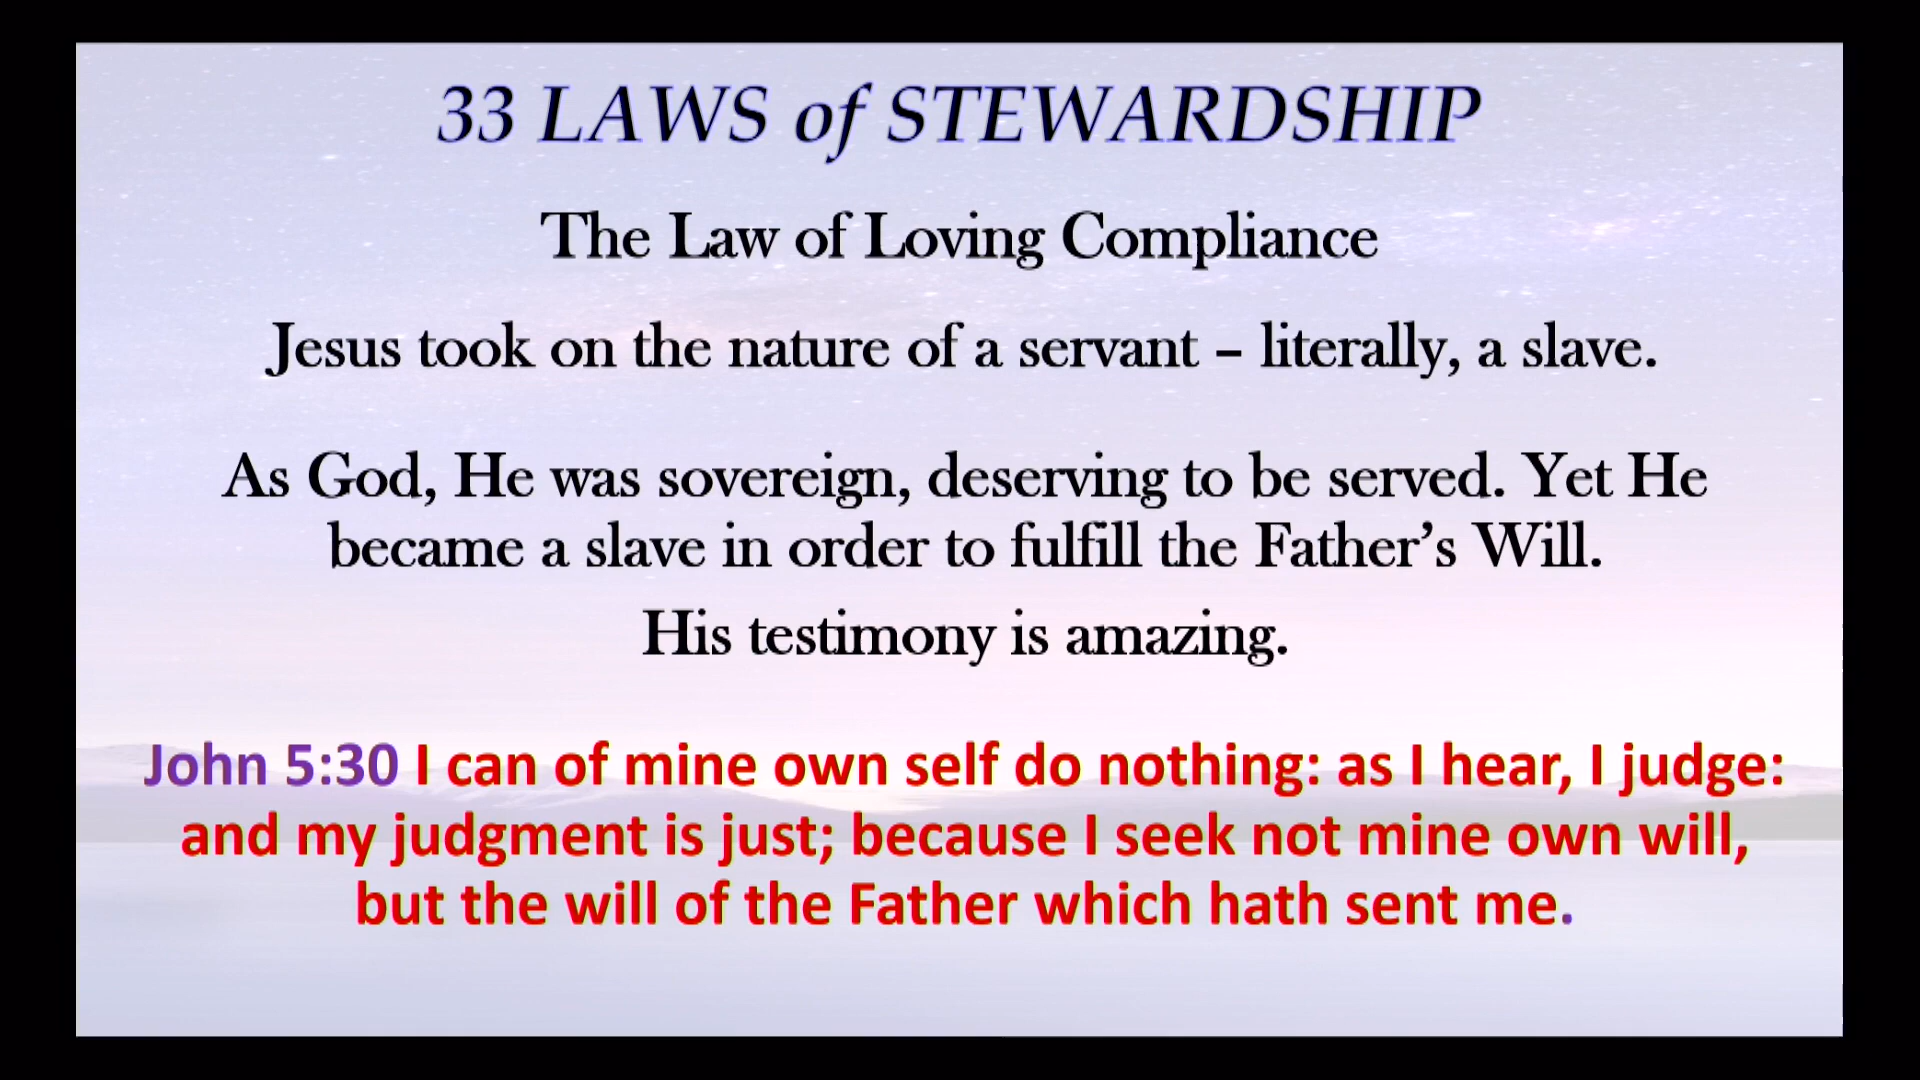 33 LAWS of STEWARDSHIP
The Law of Loving Compliance
Jesus took on the nature of a servant – literally, a slave.
As God, He was sovereign, deserving to be served. Yet He
became a slave in order to fulfill the Father’s Will.
His testimony is amazing.
John 5:30 I can of mine own self do nothing: as I hear, I judge:
and my judgment is just; because I seek not mine own will,
but the will of the Father which hath sent me.